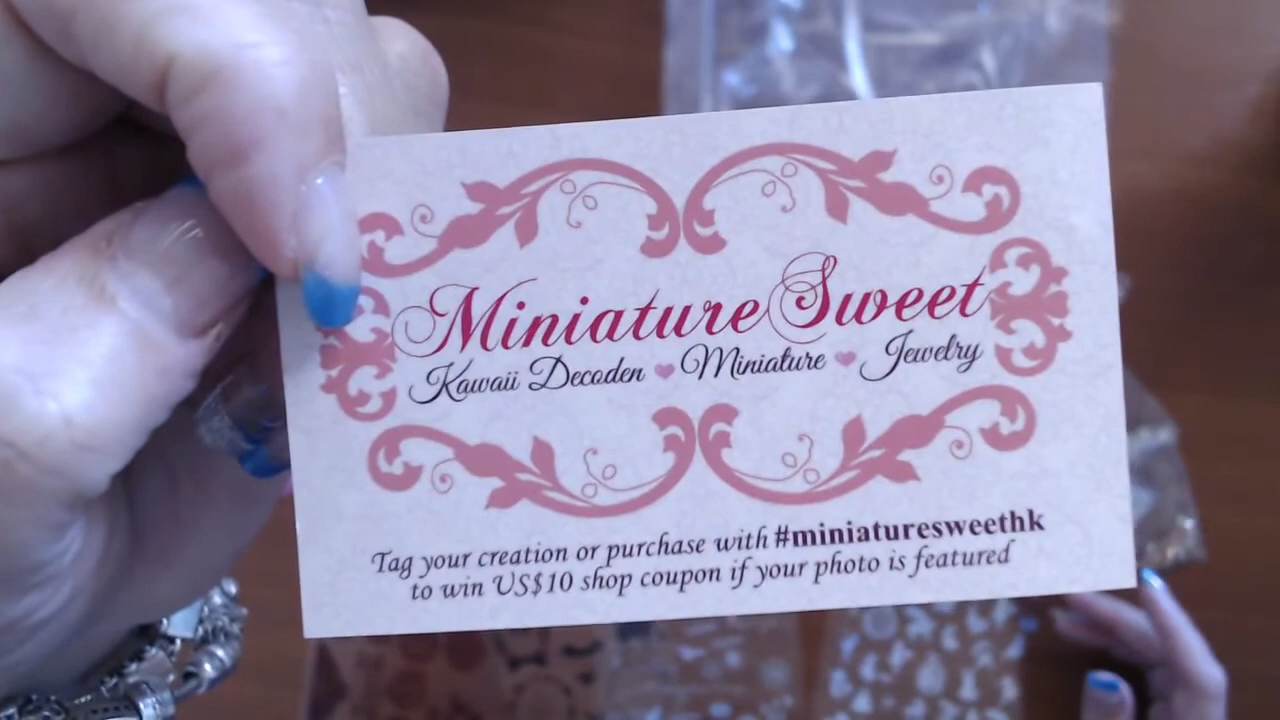 MiniatureSweet
Kawaii Decoden ♥ Miniature ♥ Jewelry
Tag your creation or purchase with #miniaturesweethk
to win US$10 shop coupon if your photo is featured